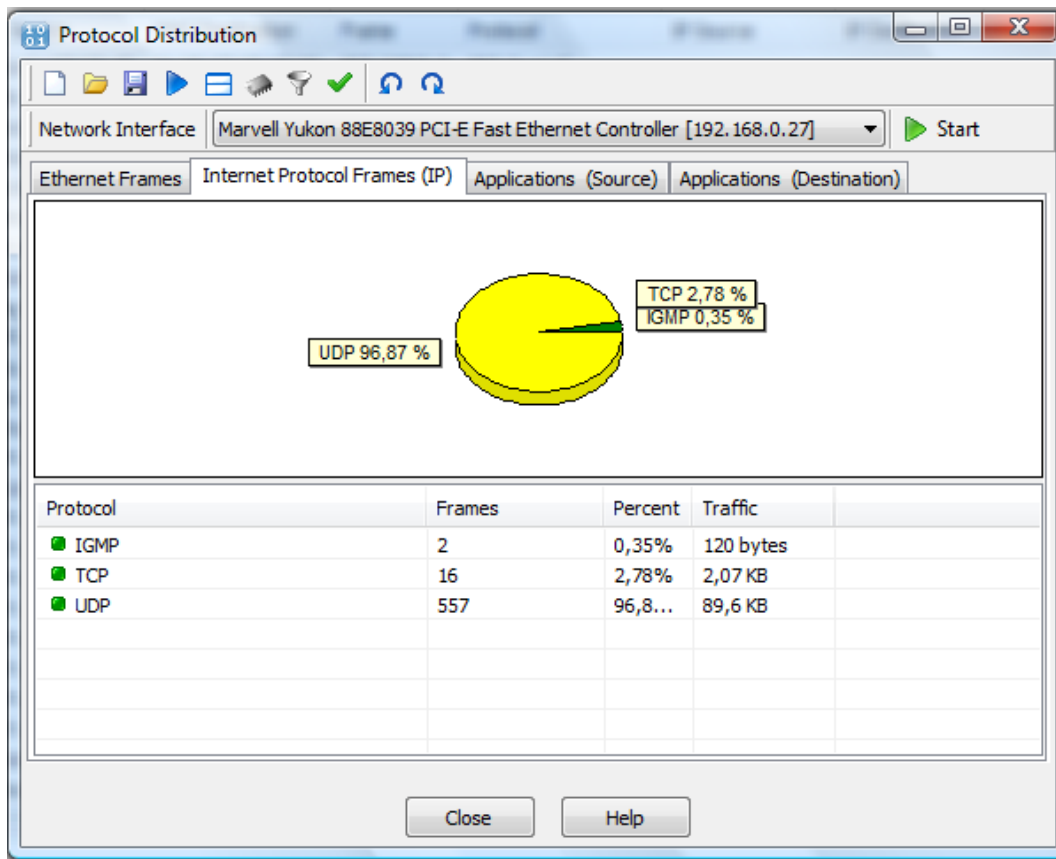 Protocol Distribution
Network Interface Marvell Yukon 88E8039 PCI-E Fast Ethernet Controller [192.168.0.27] Start
Ethernet Frames Internet Protocol Frames (IP) Applications (Source) Applications (Destination)
TCP 2,78 %
IGMP 0,35 %
UDP 96,87 %
Protocol Frames Percent Traffic
IGMP 2 0,35% 120 bytes
TCP 16 2,78% 2,07 KB
UDP 557 96,8... 89,6 KB
Close Help